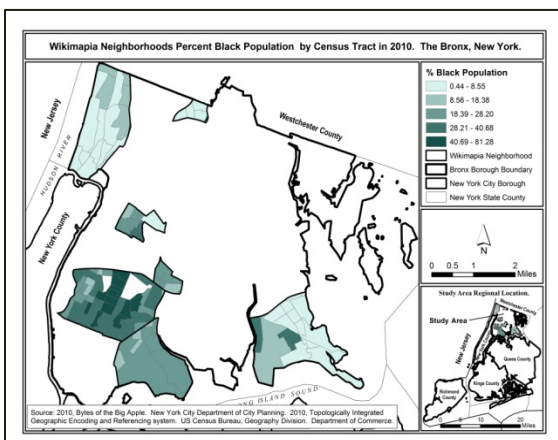 Wikimapia Neighborhoods Percent Black Population by Census Tract in 2010. The Bronx, New York.
New Jersey
HUDSON RIVER
New York County
Westchester County
LONG ISLAND SOUND
% Black Population
0.44 - 8.55
8.56 - 18.38
18.39 - 28.20
28.21 - 40.68
40.69 - 81.28
Wikimapia Neighborhood
Bronx Borough Boundary
New York City Borough
New York State County
N
0 0.5 1 2
Miles
Study Area Regional Location.
Westchester County
Study Area
New Jersey
New York County
Queens County
Kings County
Richmond County
0 5 10 20
Miles
Source: 2010, Bytes of the Big Apple. New York City Department of City Planning. 2010, Topologically Integrated
Geographic Encoding and Referencing system. US Census Bureau, Geography Division. Department of Commerce.